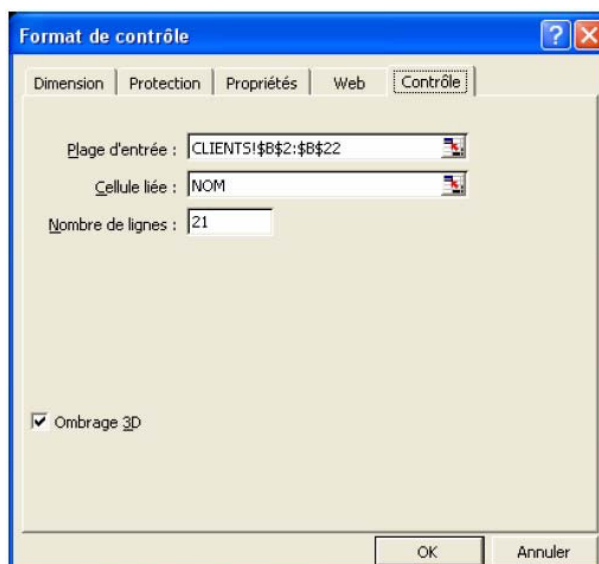 Format de contrôle
Dimension Protection Propriétés Web Contrôle
Plage d'entrée : CLIENTS!$B$2:$B$22
Cellule liée : NOM
Nombre de lignes : 21
Ombrage 3D
OK Annuler